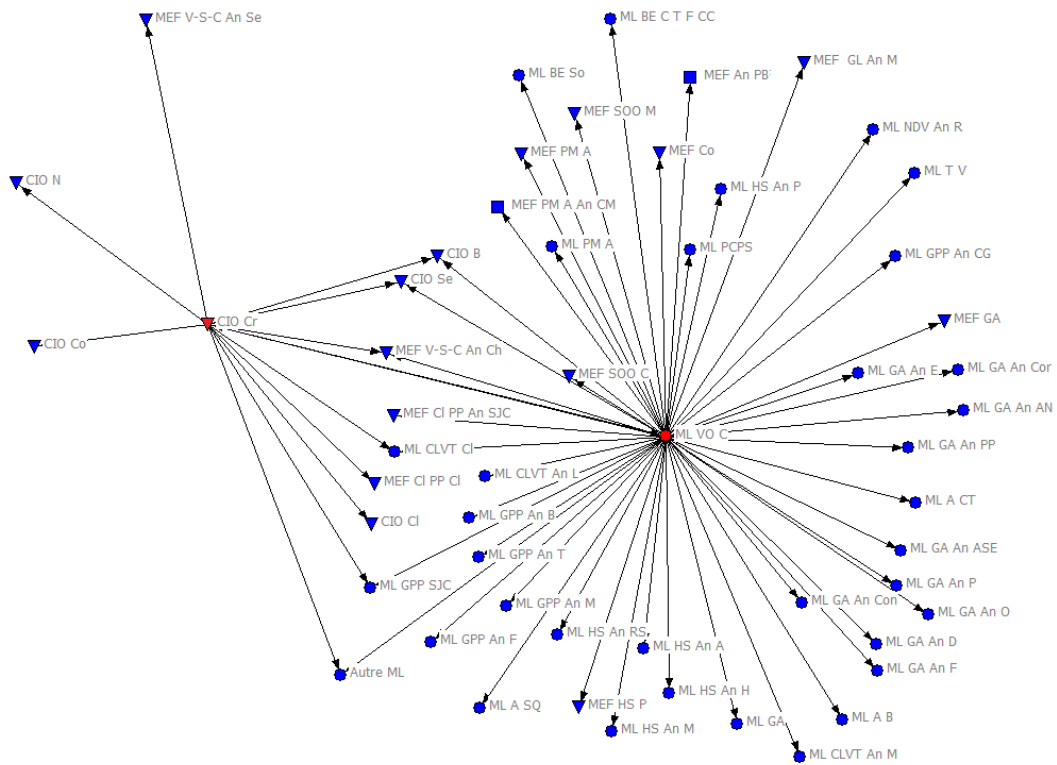 MEF V-S-C An Se
ML BE C T F CC
MEF GL An M
ML BE So
MEF An PB
MEF SOO M
ML NDV An R
MEF PM A
MEF Co
ML T V
CIO N
ML HS An P
MEF PM A An CM
ML PM A
ML PCPS
CIO B
ML GPP An CG
CIO Se
CIO Cr
MEF GA
CIO Co
MEF V-S-C An Ch
MEF SOO C
ML GA An E
ML GA An Cor
MEF Cl PP An SJC
ML GA An AN
ML VO C
ML CLVT Cl
ML GA An PP
ML CLVT An L
MEF Cl PP Cl
ML A CT
ML GPP An B
CIO Cl
ML GPP An T
ML GA An ASE
ML GPP SJC
ML GA An P
ML GPP An M
ML GA An Con
ML GA An O
ML GPP An F
ML HS An RS
ML HS An A
ML GA An D
Autre ML
ML GA An F
ML HS An H
ML A SQ
MEF HS P
ML A B
ML GA
ML HS An M
ML CLVT An M